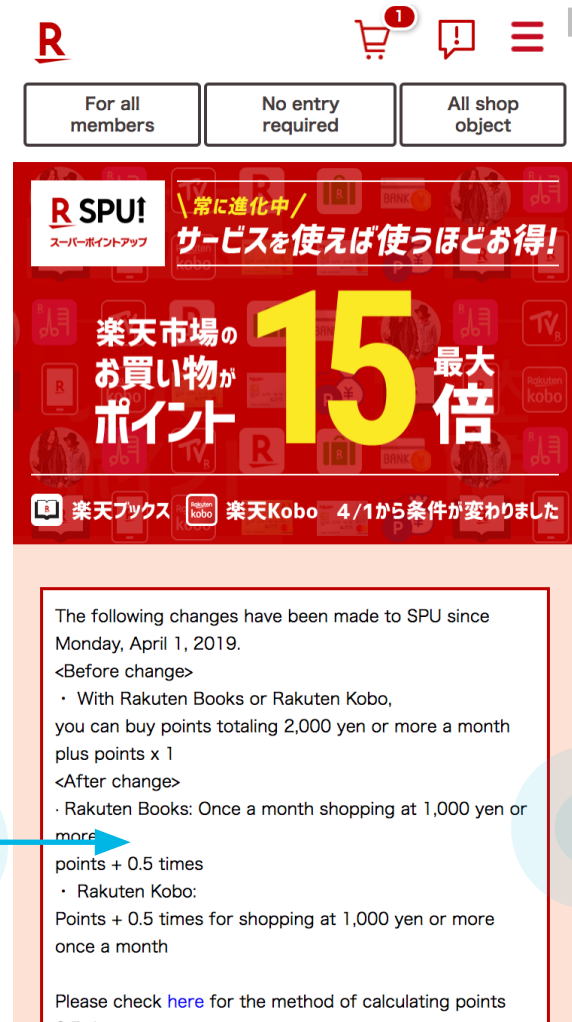 R
1
For all
members
No entry
required
All shop
object
R SPU!
スーパーポイントアップ
\常に進化中/
サービスを使えば使うほどお得!
楽天市場の
お買い物が
ポイント
15
最大
倍
楽天ブックス
Rakuten
kobo
楽天Kobo
4/1から条件が変わりました
The following changes have been made to SPU since
Monday, April 1, 2019.
<Before change>
・ With Rakuten Books or Rakuten Kobo,
you can buy points totaling 2,000 yen or more a month
plus points x 1
<After change>
· Rakuten Books: Once a month shopping at 1,000 yen or
more
points + 0.5 times
・ Rakuten Kobo:
Points + 0.5 times for shopping at 1,000 yen or more
once a month
Please check here for the method of calculating points